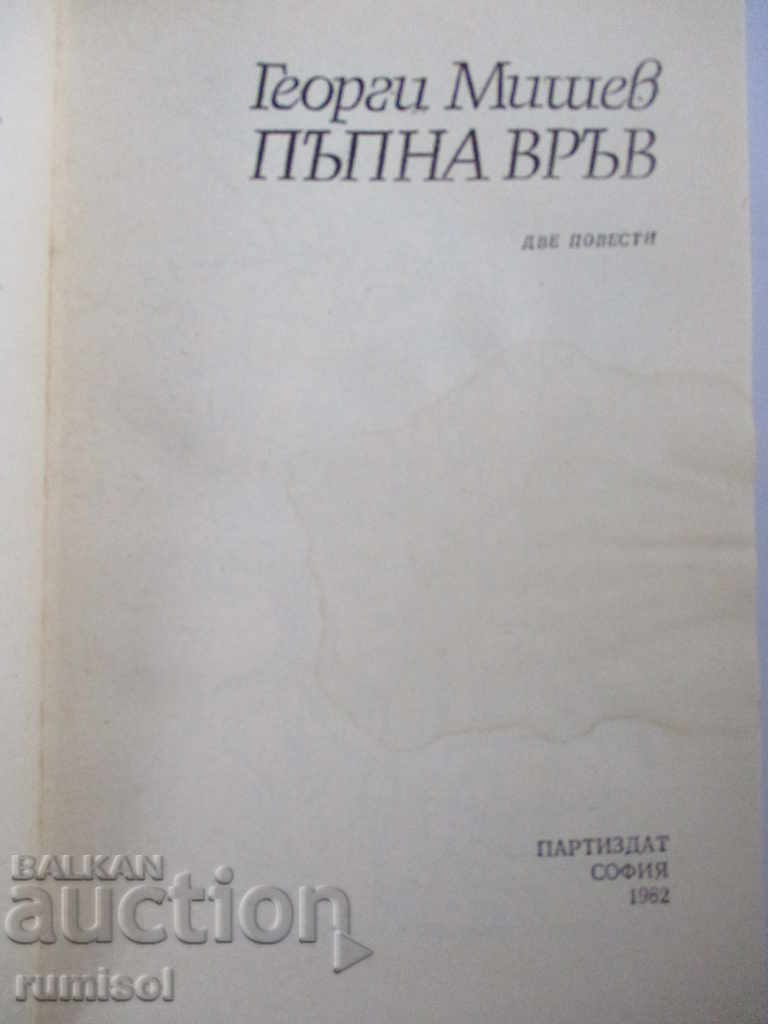 Георги Мишев
ПЪПНА ВРЪВ
ДВЕ ПОВЕСТИ
ПАРТИЗДАТ
СОФИЯ
1982
BALKAN
auction
rumisol